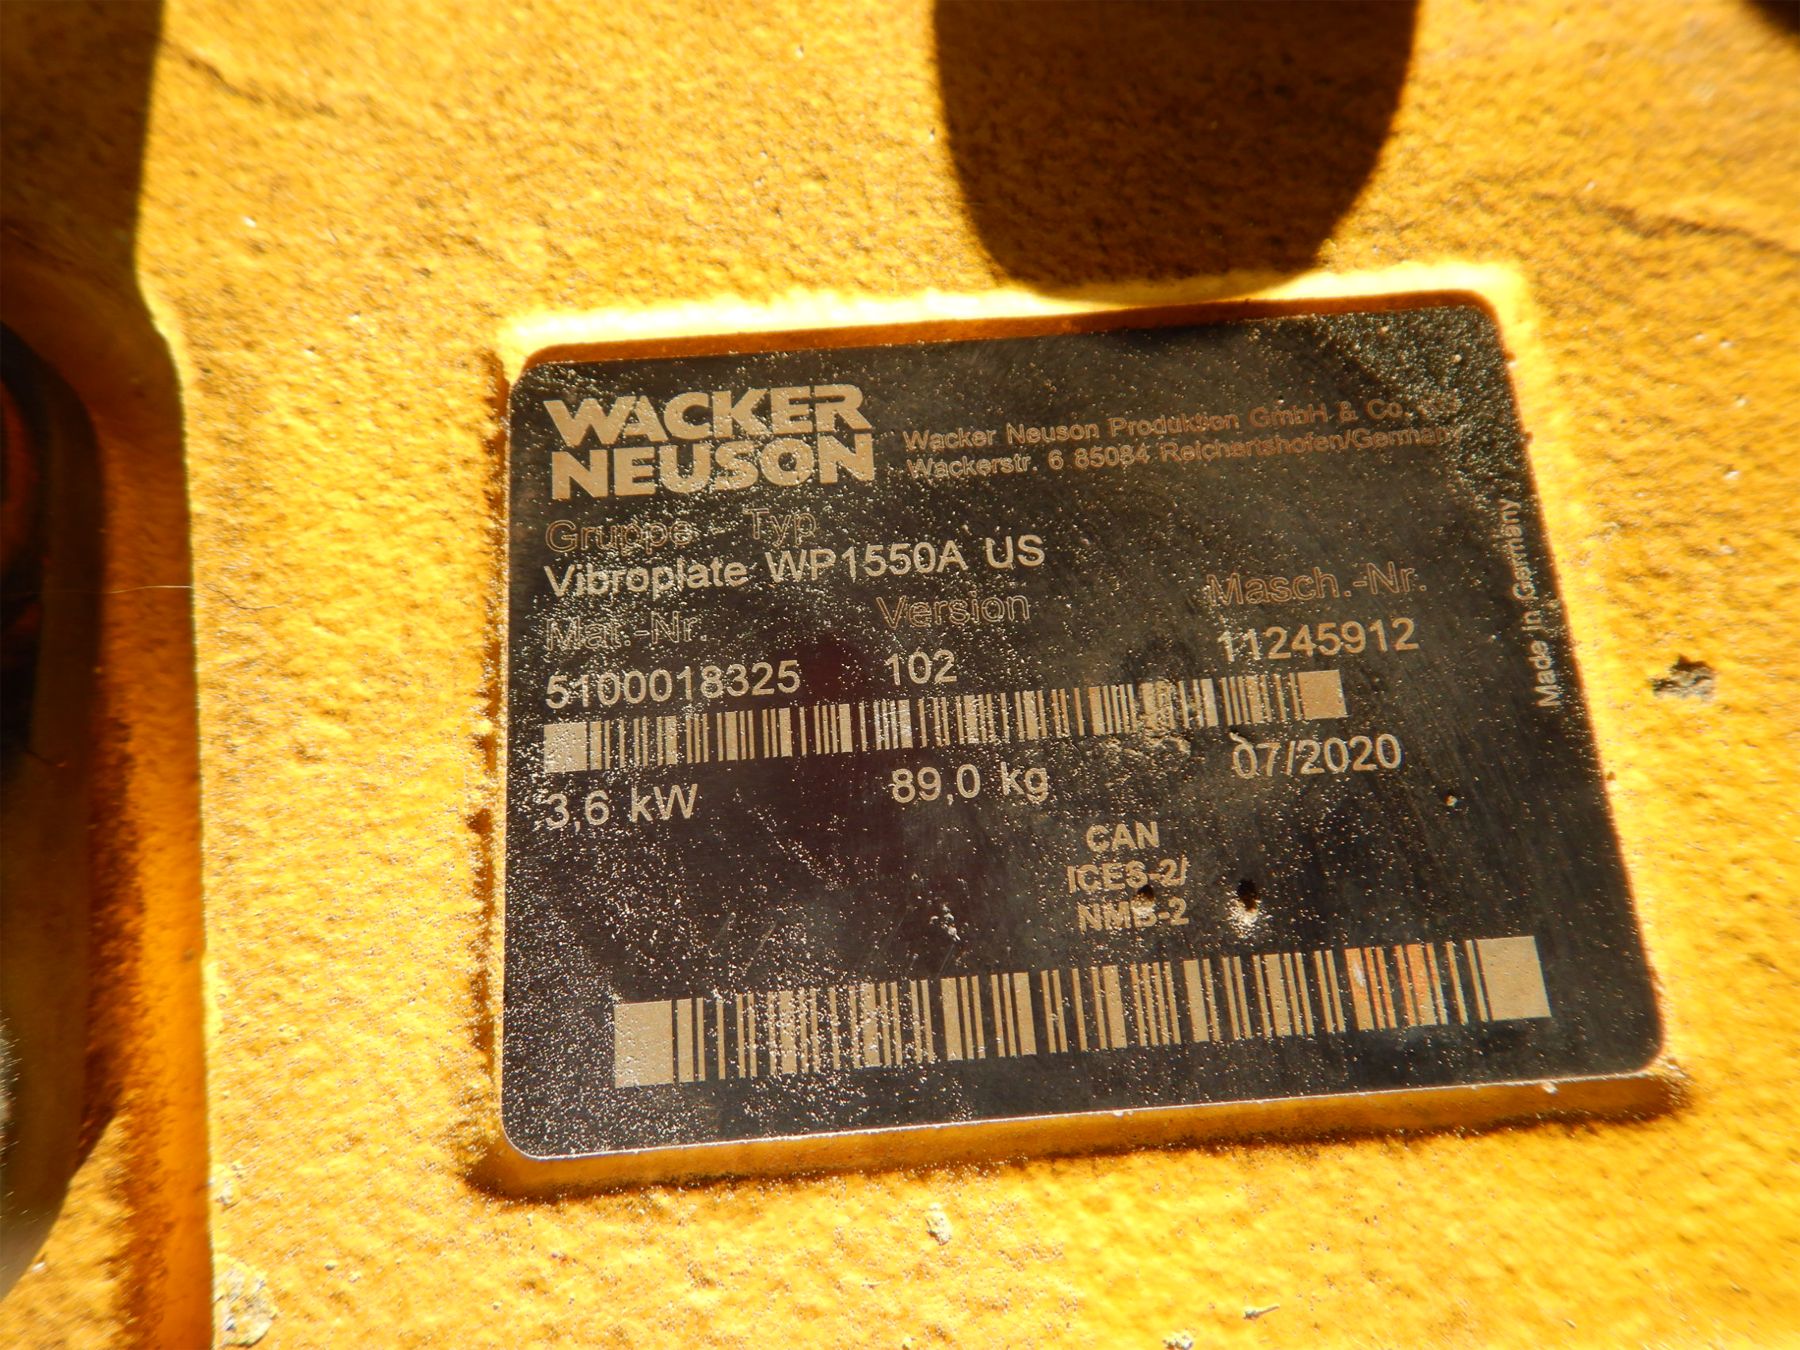 WACKER
NEUSON
Wacker Neuson Produktion GmbH & Co.
Wackerstr. 6 85084 Reichertshofen/Germany
Gruppe Typ
Vibroplate WP1550A US
Mat.-Nr. Version Masch.-Nr.
5100018325 102 11245912
3,6 kW 89,0 kg 07/2020
CAN
ICES-2/
NMB-2
Made in Germany